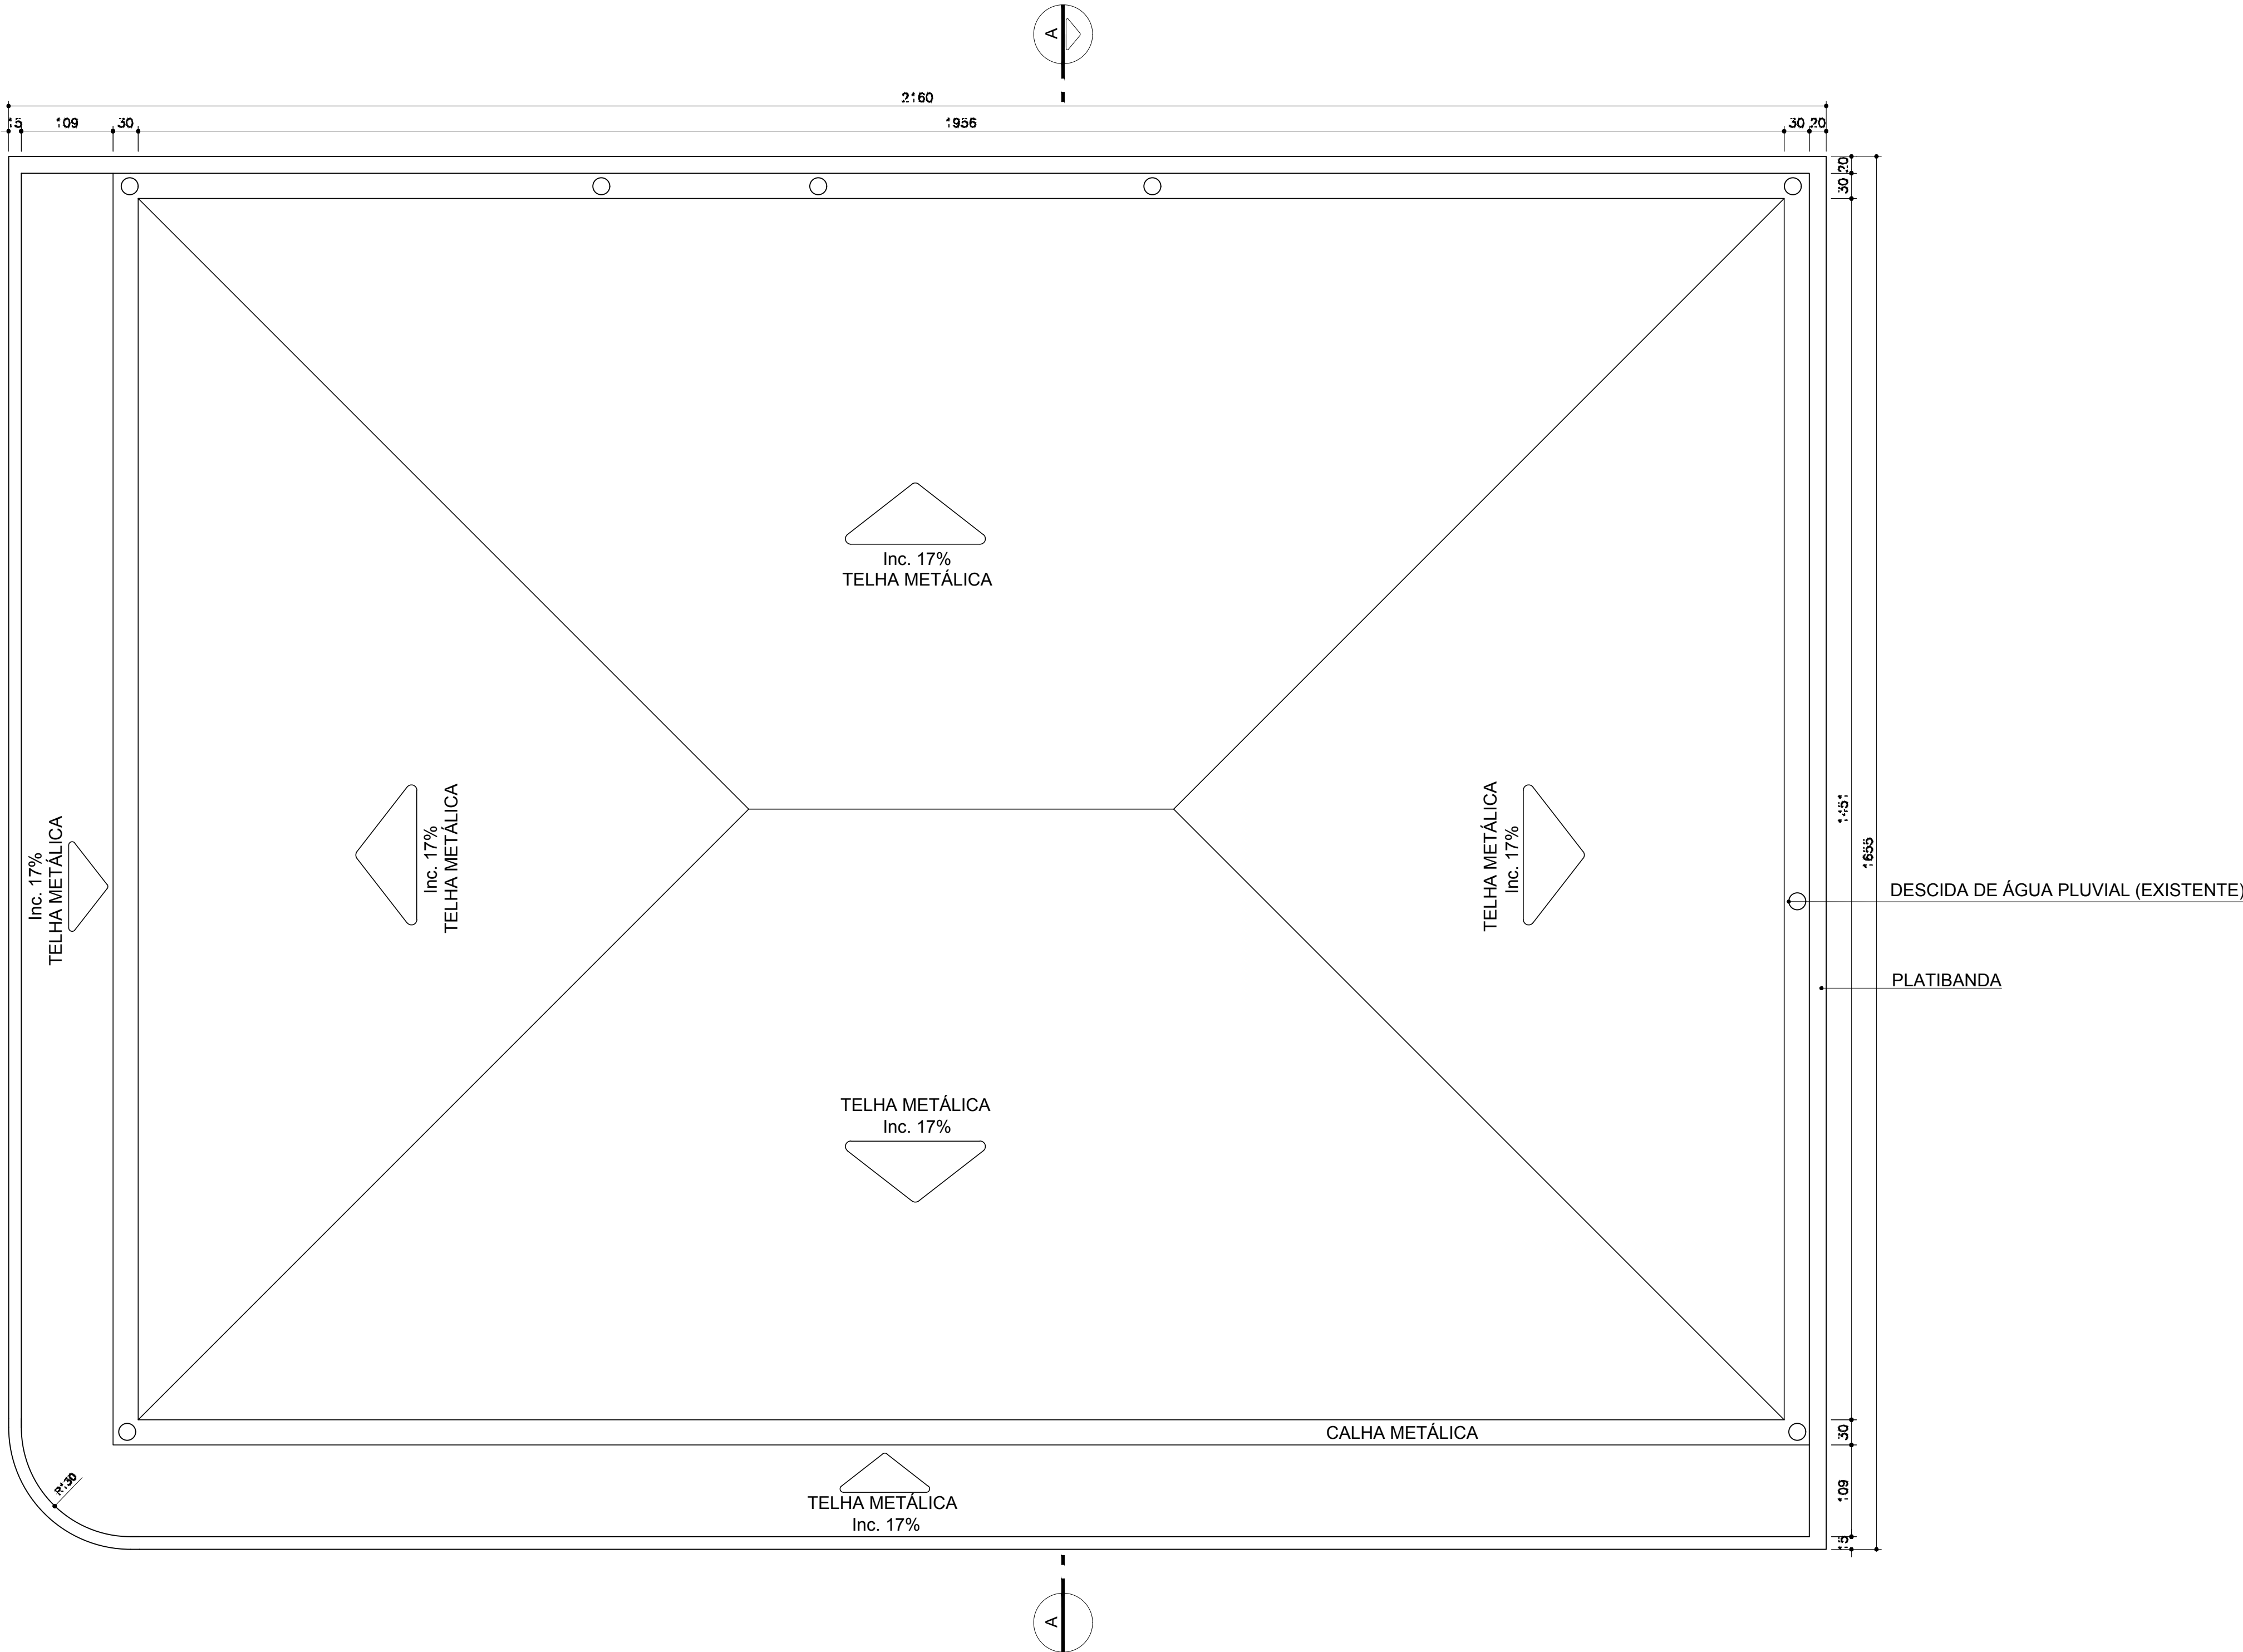 A
2160
15
109
30
1956
30
20
20
30
Inc. 17%
TELHA METÁLICA
Inc. 17%
TELHA METÁLICA
Inc. 17%
TELHA METÁLICA
TELHA METÁLICA
Inc. 17%
1451
1655
DESCIDA DE ÁGUA PLUVIAL (EXISTENTE)
PLATIBANDA
TELHA METÁLICA
Inc. 17%
CALHA METÁLICA
30
R130
109
TELHA METÁLICA
Inc. 17%
15
A